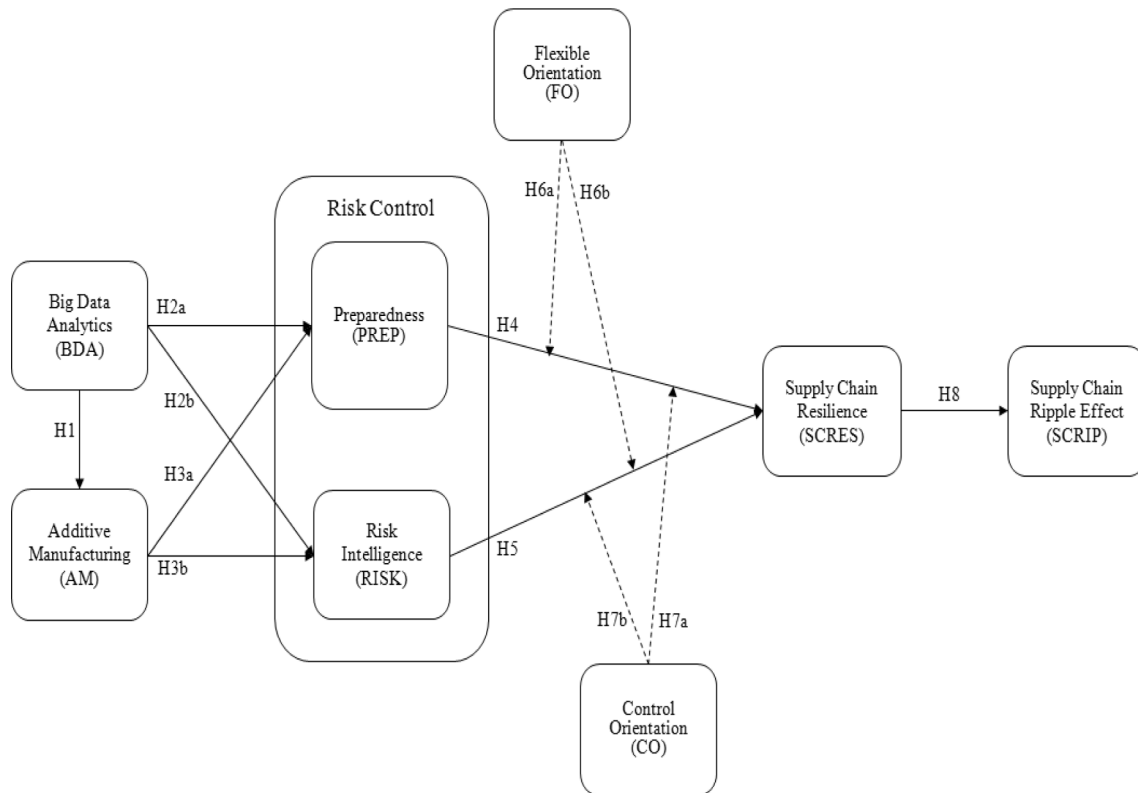 Flexible
Orientation
(FO)
H6a
H6b
Risk Control
Big Data
Analytics
(BDA)
H2a
Preparedness
(PREP)
H4
H2b
H1
H3a
Supply Chain
Resilience
(SCRES)
H8
Supply Chain
Ripple Effect
(SCRIP)
Additive
Manufacturing
(AM)
H3b
Risk
Intelligence
(RISK)
H5
H7b
H7a
Control
Orientation
(CO)